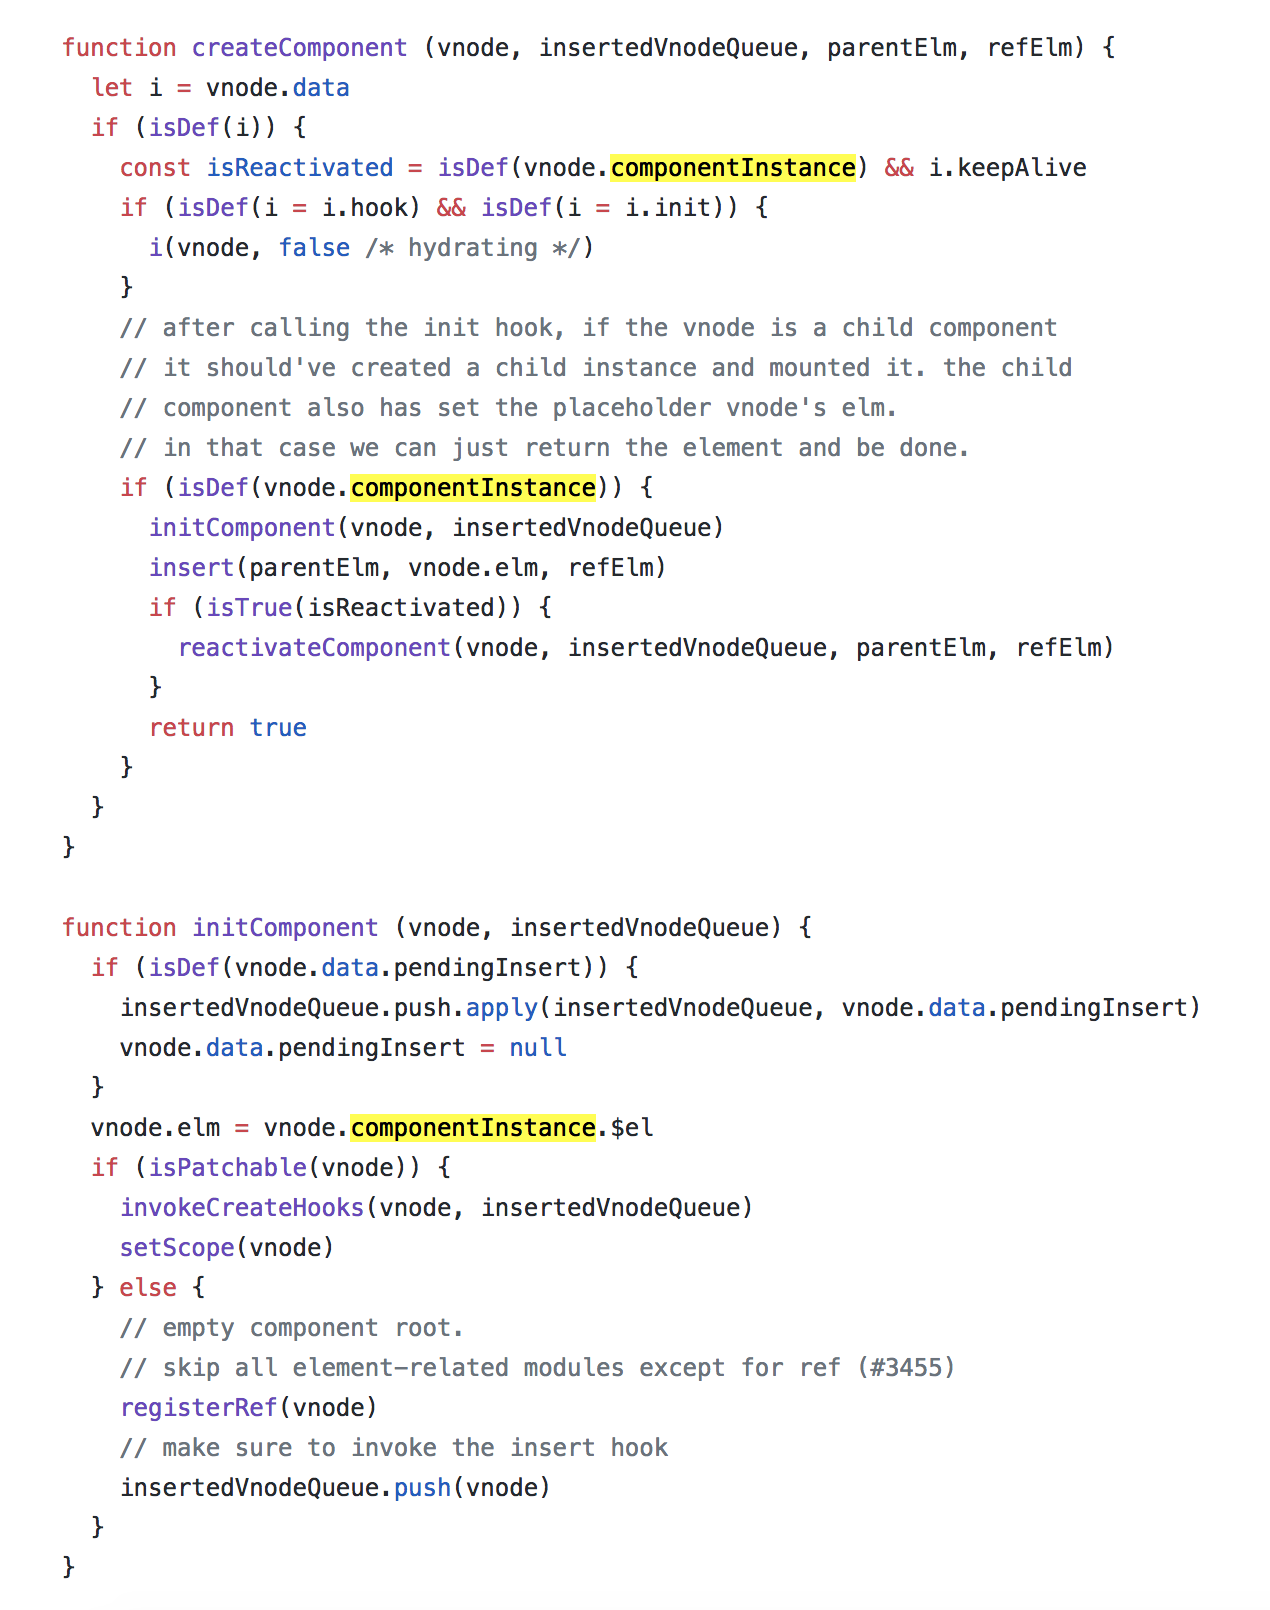 function createComponent (vnode, insertedVnodeQueue, parentElm, refElm) {
  let i = vnode.data
  if (isDef(i)) {
    const isReactivated = isDef(vnode.componentInstance) && i.keepAlive
    if (isDef(i = i.hook) && isDef(i = i.init)) {
      i(vnode, false /* hydrating */)
    }
    // after calling the init hook, if the vnode is a child component
    // it should've created a child instance and mounted it. the child
    // component also has set the placeholder vnode's elm.
    // in that case we can just return the element and be done.
    if (isDef(vnode.componentInstance)) {
      initComponent(vnode, insertedVnodeQueue)
      insert(parentElm, vnode.elm, refElm)
      if (isTrue(isReactivated)) {
        reactivateComponent(vnode, insertedVnodeQueue, parentElm, refElm)
      }
      return true
    }
  }
}

function initComponent (vnode, insertedVnodeQueue) {
  if (isDef(vnode.data.pendingInsert)) {
    insertedVnodeQueue.push.apply(insertedVnodeQueue, vnode.data.pendingInsert)
    vnode.data.pendingInsert = null
  }
  vnode.elm = vnode.componentInstance.$el
  if (isPatchable(vnode)) {
    invokeCreateHooks(vnode, insertedVnodeQueue)
    setScope(vnode)
  } else {
    // empty component root.
    // skip all element-related modules except for ref (#3455)
    registerRef(vnode)
    // make sure to invoke the insert hook
    insertedVnodeQueue.push(vnode)
  }
}